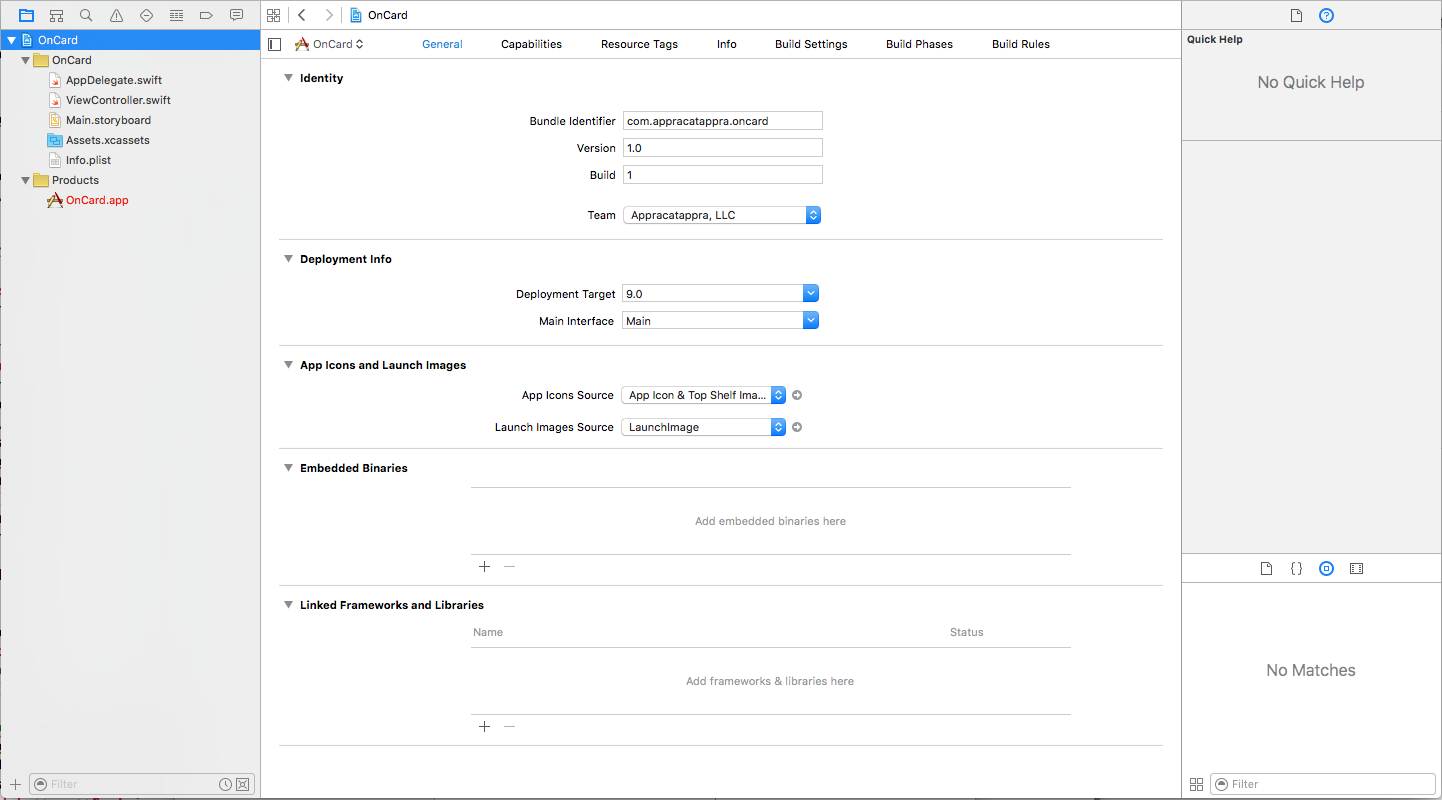 OnCard
OnCard
OnCard
AppDelegate.swift
ViewController.swift
Main.storyboard
Assets.xcassets
Info.plist
Products
OnCard.app
Filter
OnCard
General Capabilities Resource Tags Info Build Settings Build Phases Build Rules
Identity
Bundle Identifier com.appracatappra.oncard
Version 1.0
Build 1
Team Appracatappra, LLC
Deployment Info
Deployment Target 9.0
Main Interface Main
App Icons and Launch Images
App Icons Source App Icon & Top Shelf Ima...
Launch Images Source LaunchImage
Embedded Binaries
Add embedded binaries here
Linked Frameworks and Libraries
Name Status
Add frameworks & libraries here
Quick Help
No Quick Help
No Matches
Filter